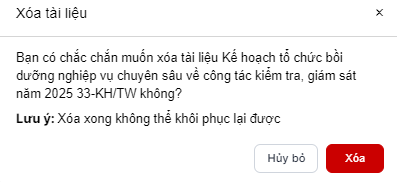 Xóa tài liệu ×
Bạn có chắc chắn muốn xóa tài liệu Kế hoạch tổ chức bồi
dưỡng nghiệp vụ chuyên sâu về công tác kiểm tra, giám sát
năm 2025 33-KH/TW không?
Lưu ý: Xóa xong không thể khôi phục lại được
Hủy bỏ Xóa